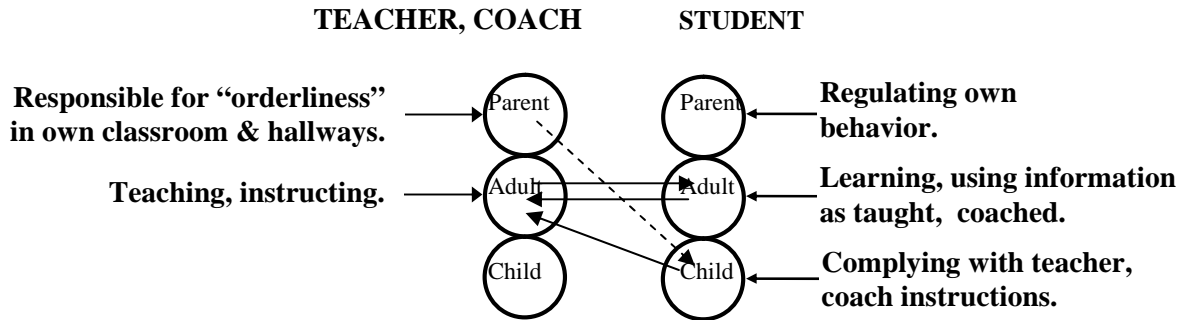 TEACHER, COACH
STUDENT
Responsible for “orderliness”
in own classroom & hallways.
Parent
Parent
Regulating own
behavior.
Teaching, instructing.
Adult
Adult
Learning, using information
as taught, coached.
Child
Child
Complying with teacher,
coach instructions.